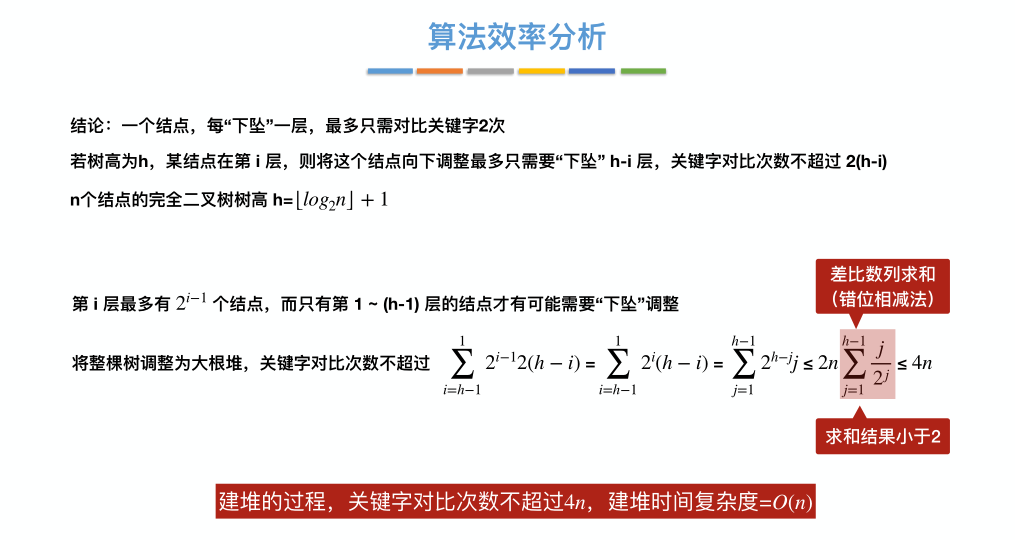 算法效率分析
结论：一个结点，每“下坠”一层，最多只需对比关键字2次
若树高为h，某结点在第 i 层，则将这个结点向下调整最多只需要“下坠” h-i 层，关键字对比次数不超过 2(h-i)
n个结点的完全二叉树树高 h=⌊log₂n⌋ + 1
差比数列求和
（错位相减法）
第 i 层最多有 2^{i−1} 个结点，而只有第 1 ~ (h-1) 层的结点才有可能需要“下坠”调整
将整棵树调整为大根堆，关键字对比次数不超过 \sum_{i=h−1}^{1} 2^{i−1}2(h − i) = \sum_{i=h−1}^{1} 2^{i}(h − i) = \sum_{j=1}^{h−1} 2^{h−j}j ≤ 2n \sum_{j=1}^{h−1} \frac{j}{2^{j}} ≤ 4n
求和结果小于2
建堆的过程，关键字对比次数不超过4n，建堆时间复杂度=O(n)